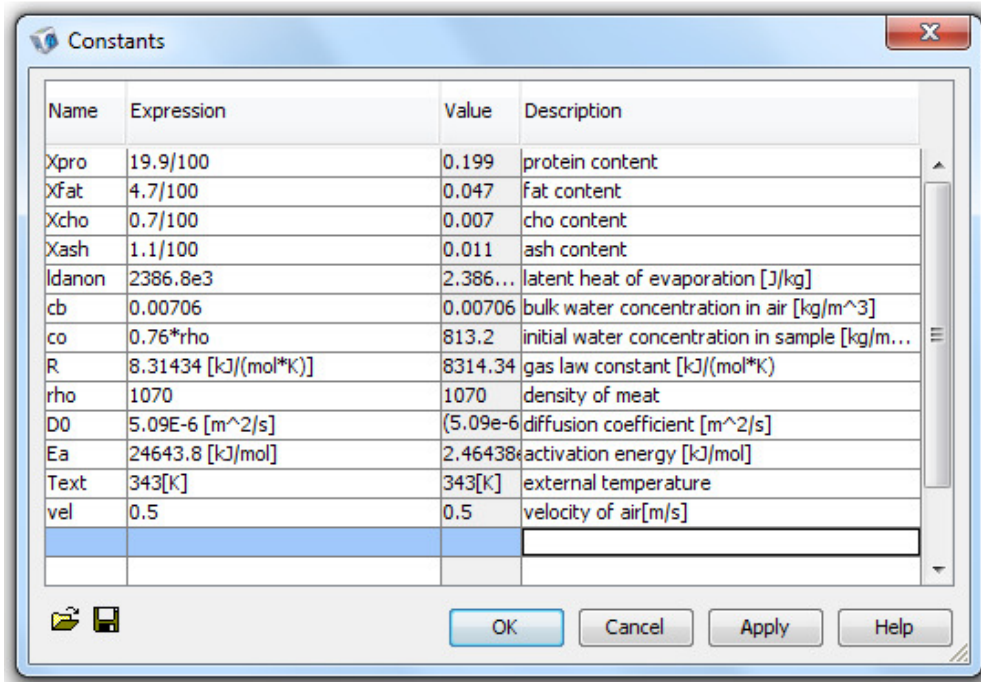 Constants
Name Expression Value Description
Xpro 19.9/100 0.199 protein content
Xfat 4.7/100 0.047 fat content
Xcho 0.7/100 0.007 cho content
Xash 1.1/100 0.011 ash content
ldanon 2386.8e3 2.386... latent heat of evaporation [J/kg]
cb 0.00706 0.00706 bulk water concentration in air [kg/m^3]
co 0.76*rho 813.2 initial water concentration in sample [kg/m...
R 8.31434 [kJ/(mol*K)] 8314.34 gas law constant [kJ/(mol*K)
rho 1070 1070 density of meat
D0 5.09E-6 [m^2/s] (5.09e-6 diffusion coefficient [m^2/s]
Ea 24643.8 [kJ/mol] 2.46438e activation energy [kJ/mol]
Text 343[K] 343[K] external temperature
vel 0.5 0.5 velocity of air[m/s]
OK Cancel Apply Help